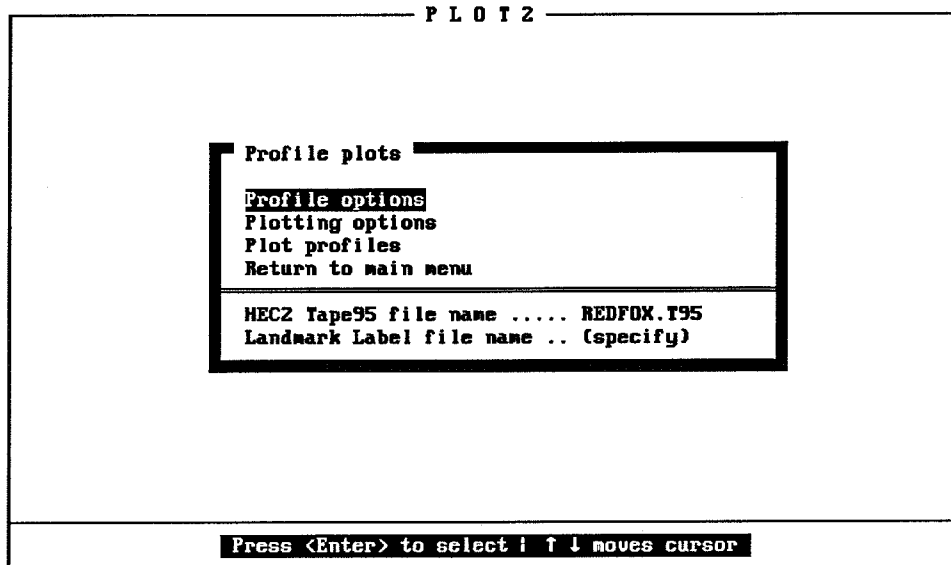 P L O T 2
Profile plots
Profile options
Plotting options
Plot profiles
Return to main menu
HEC2 Tape95 file name ..... REDFOX.T95
Landmark Label file name .. (specify)
Press <Enter> to select ¦ ↑ ↓ moves cursor